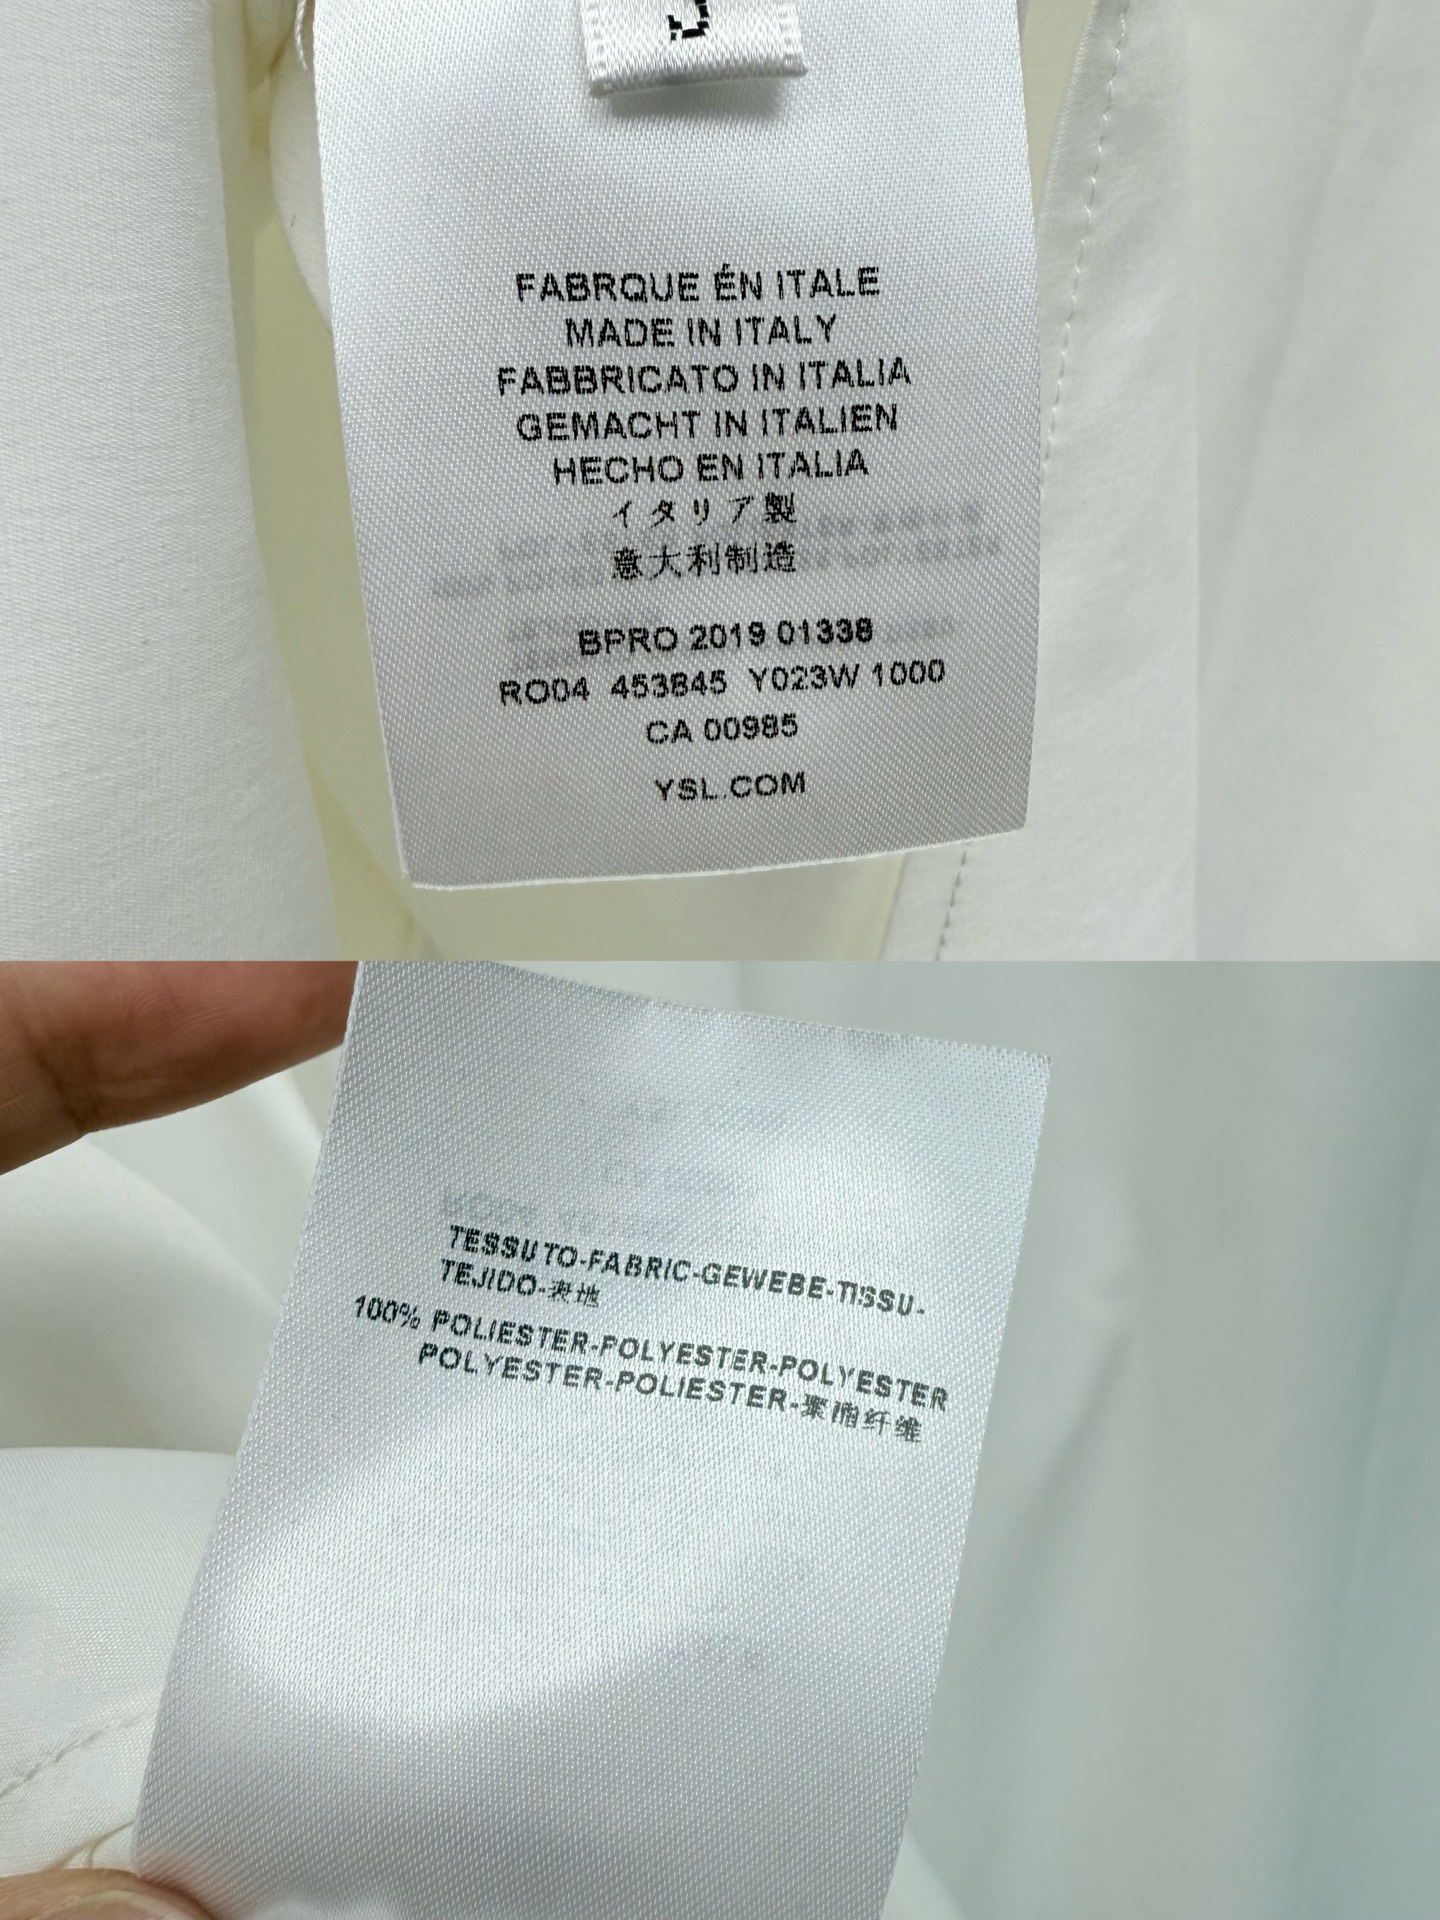 FABRQUE ÉN ITALE
MADE IN ITALY
FABBRICATO IN ITALIA
GEMACHT IN ITALIEN
HECHO EN ITALIA
イタリア製
意大利制造
BPRO 2019 01338
RO04 453845 Y023W 1000
CA 00985
YSL.COM
TESSUTO-FABRIC-GEWEBE-TISSU-
TEJIDO-表地
100% POLIESTER-POLYESTER-POLYESTER
POLYESTER-POLIESTER-聚酯纤维